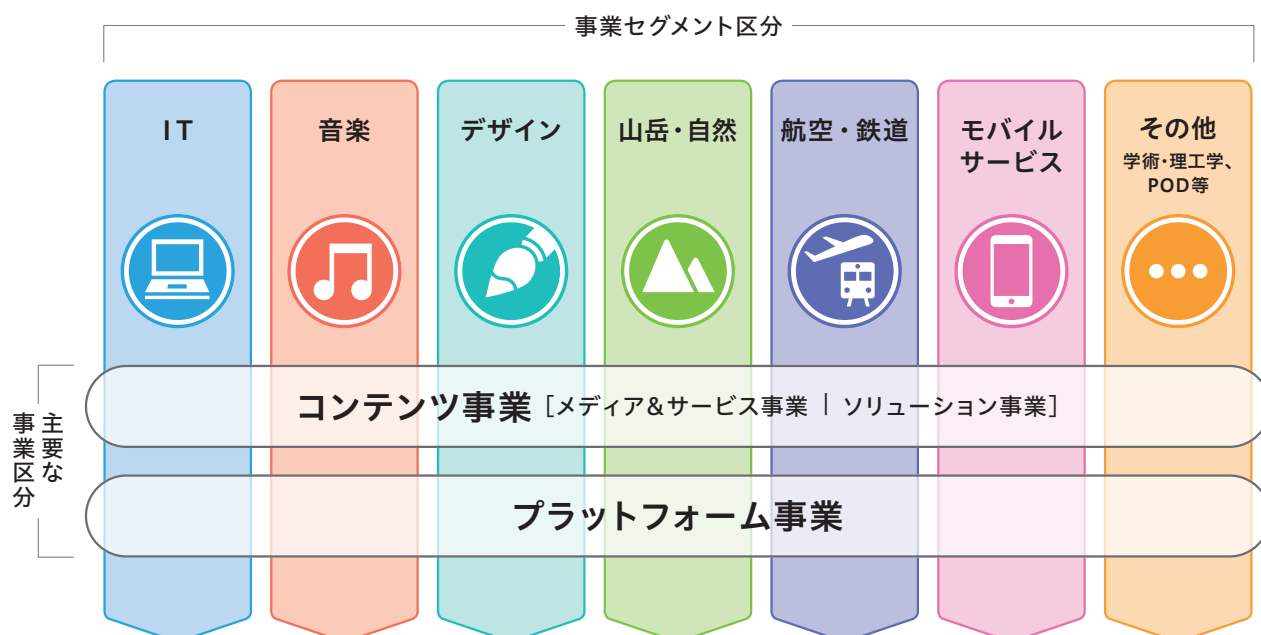 事業セグメント区分
IT
音楽
デザイン
山岳・自然
航空・鉄道
モバイル
サービス
その他
学術・理工学、
POD等
主要な
事業区分
コンテンツ事業［メディア&サービス事業 | ソリューション事業］
プラットフォーム事業